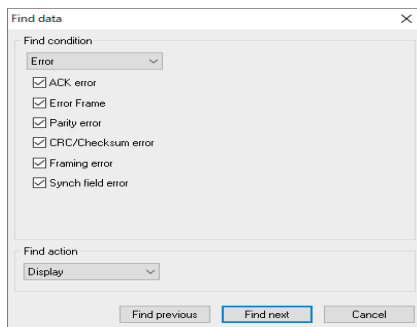 Find data
Find condition
Error
ACK error
Error Frame
Parity error
CRC/Checksum error
Framing error
Synch field error
Find action
Display
Find previous Find next Cancel